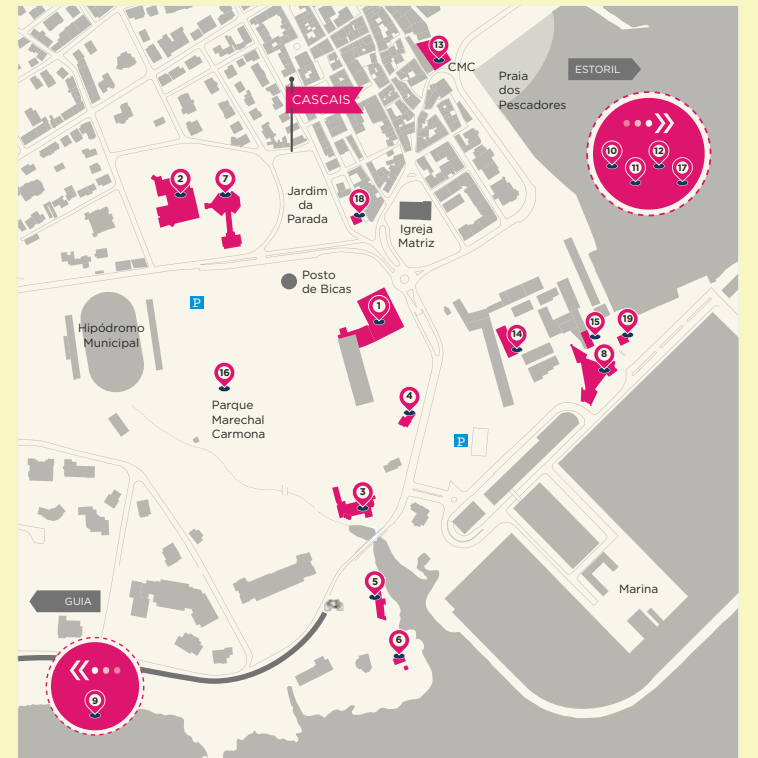 13
CMC
ESTORIL
Praia
dos
Pescadores
CASCAIS
10
12
11
17
2
7
Jardim
da
Parada
18
Igreja
Matriz
Posto
de Bicas
P
1
Hipódromo
Municipal
14
15
19
8
16
4
Parque
Marechal
Carmona
P
3
5
Marina
GUIA
6
9